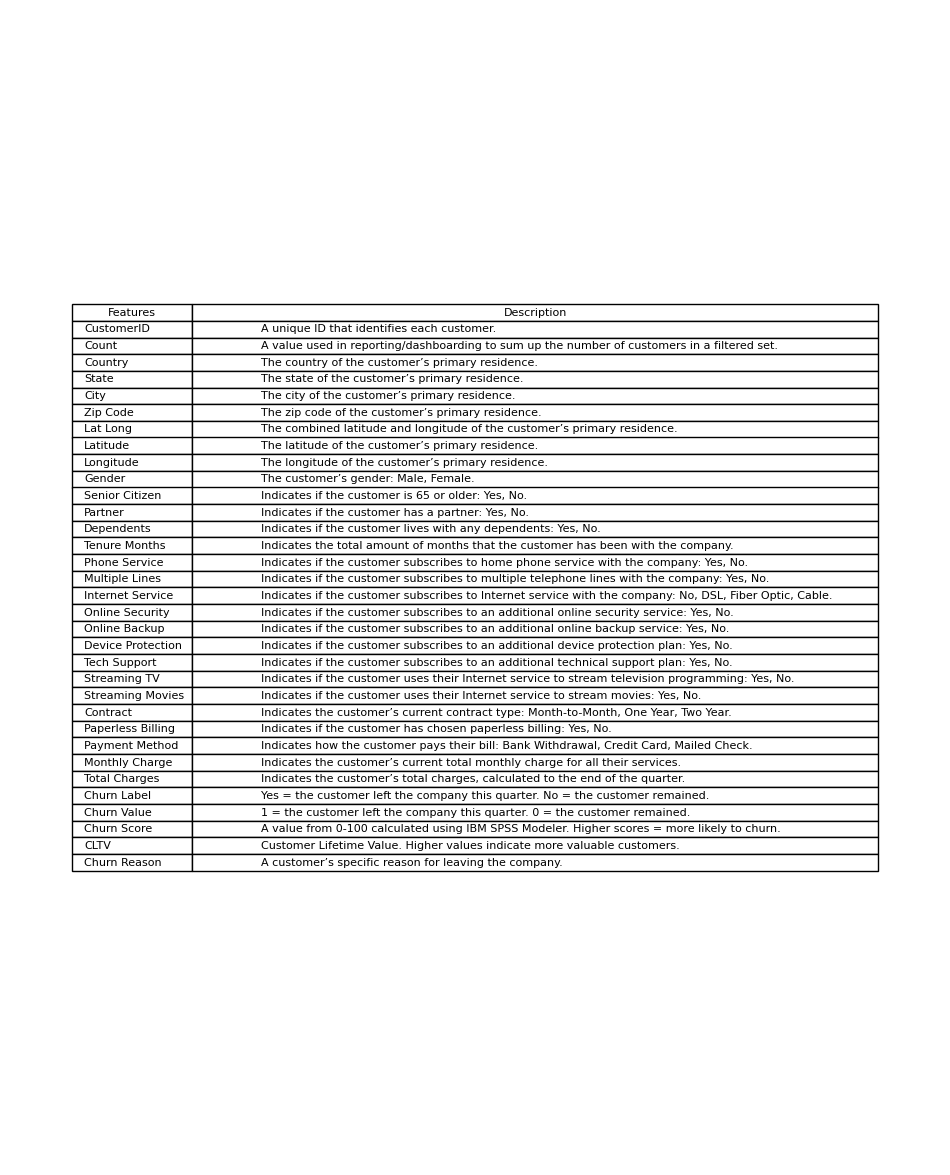 Features Description
CustomerID A unique ID that identifies each customer.
Count A value used in reporting/dashboarding to sum up the number of customers in a filtered set.
Country The country of the customer’s primary residence.
State The state of the customer’s primary residence.
City The city of the customer’s primary residence.
Zip Code The zip code of the customer’s primary residence.
Lat Long The combined latitude and longitude of the customer’s primary residence.
Latitude The latitude of the customer’s primary residence.
Longitude The longitude of the customer’s primary residence.
Gender The customer’s gender: Male, Female.
Senior Citizen Indicates if the customer is 65 or older: Yes, No.
Partner Indicates if the customer has a partner: Yes, No.
Dependents Indicates if the customer lives with any dependents: Yes, No.
Tenure Months Indicates the total amount of months that the customer has been with the company.
Phone Service Indicates if the customer subscribes to home phone service with the company: Yes, No.
Multiple Lines Indicates if the customer subscribes to multiple telephone lines with the company: Yes, No.
Internet Service Indicates if the customer subscribes to Internet service with the company: No, DSL, Fiber Optic, Cable.
Online Security Indicates if the customer subscribes to an additional online security service: Yes, No.
Online Backup Indicates if the customer subscribes to an additional online backup service: Yes, No.
Device Protection Indicates if the customer subscribes to an additional device protection plan: Yes, No.
Tech Support Indicates if the customer subscribes to an additional technical support plan: Yes, No.
Streaming TV Indicates if the customer uses their Internet service to stream television programming: Yes, No.
Streaming Movies Indicates if the customer uses their Internet service to stream movies: Yes, No.
Contract Indicates the customer’s current contract type: Month-to-Month, One Year, Two Year.
Paperless Billing Indicates if the customer has chosen paperless billing: Yes, No.
Payment Method Indicates how the customer pays their bill: Bank Withdrawal, Credit Card, Mailed Check.
Monthly Charge Indicates the customer’s current total monthly charge for all their services.
Total Charges Indicates the customer’s total charges, calculated to the end of the quarter.
Churn Label Yes = the customer left the company this quarter. No = the customer remained.
Churn Value 1 = the customer left the company this quarter. 0 = the customer remained.
Churn Score A value from 0-100 calculated using IBM SPSS Modeler. Higher scores = more likely to churn.
CLTV Customer Lifetime Value. Higher values indicate more valuable customers.
Churn Reason A customer’s specific reason for leaving the company.